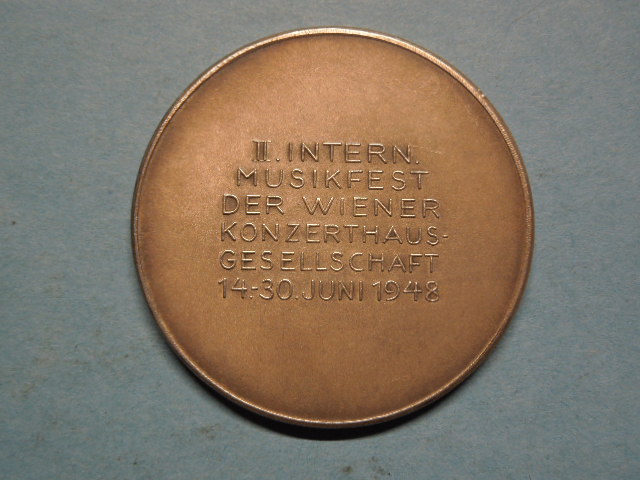 II. INTERN.
MUSIKFEST
DER WIENER
KONZERTHAUS-
GESELLSCHAFT
14.-30. JUNI 1948